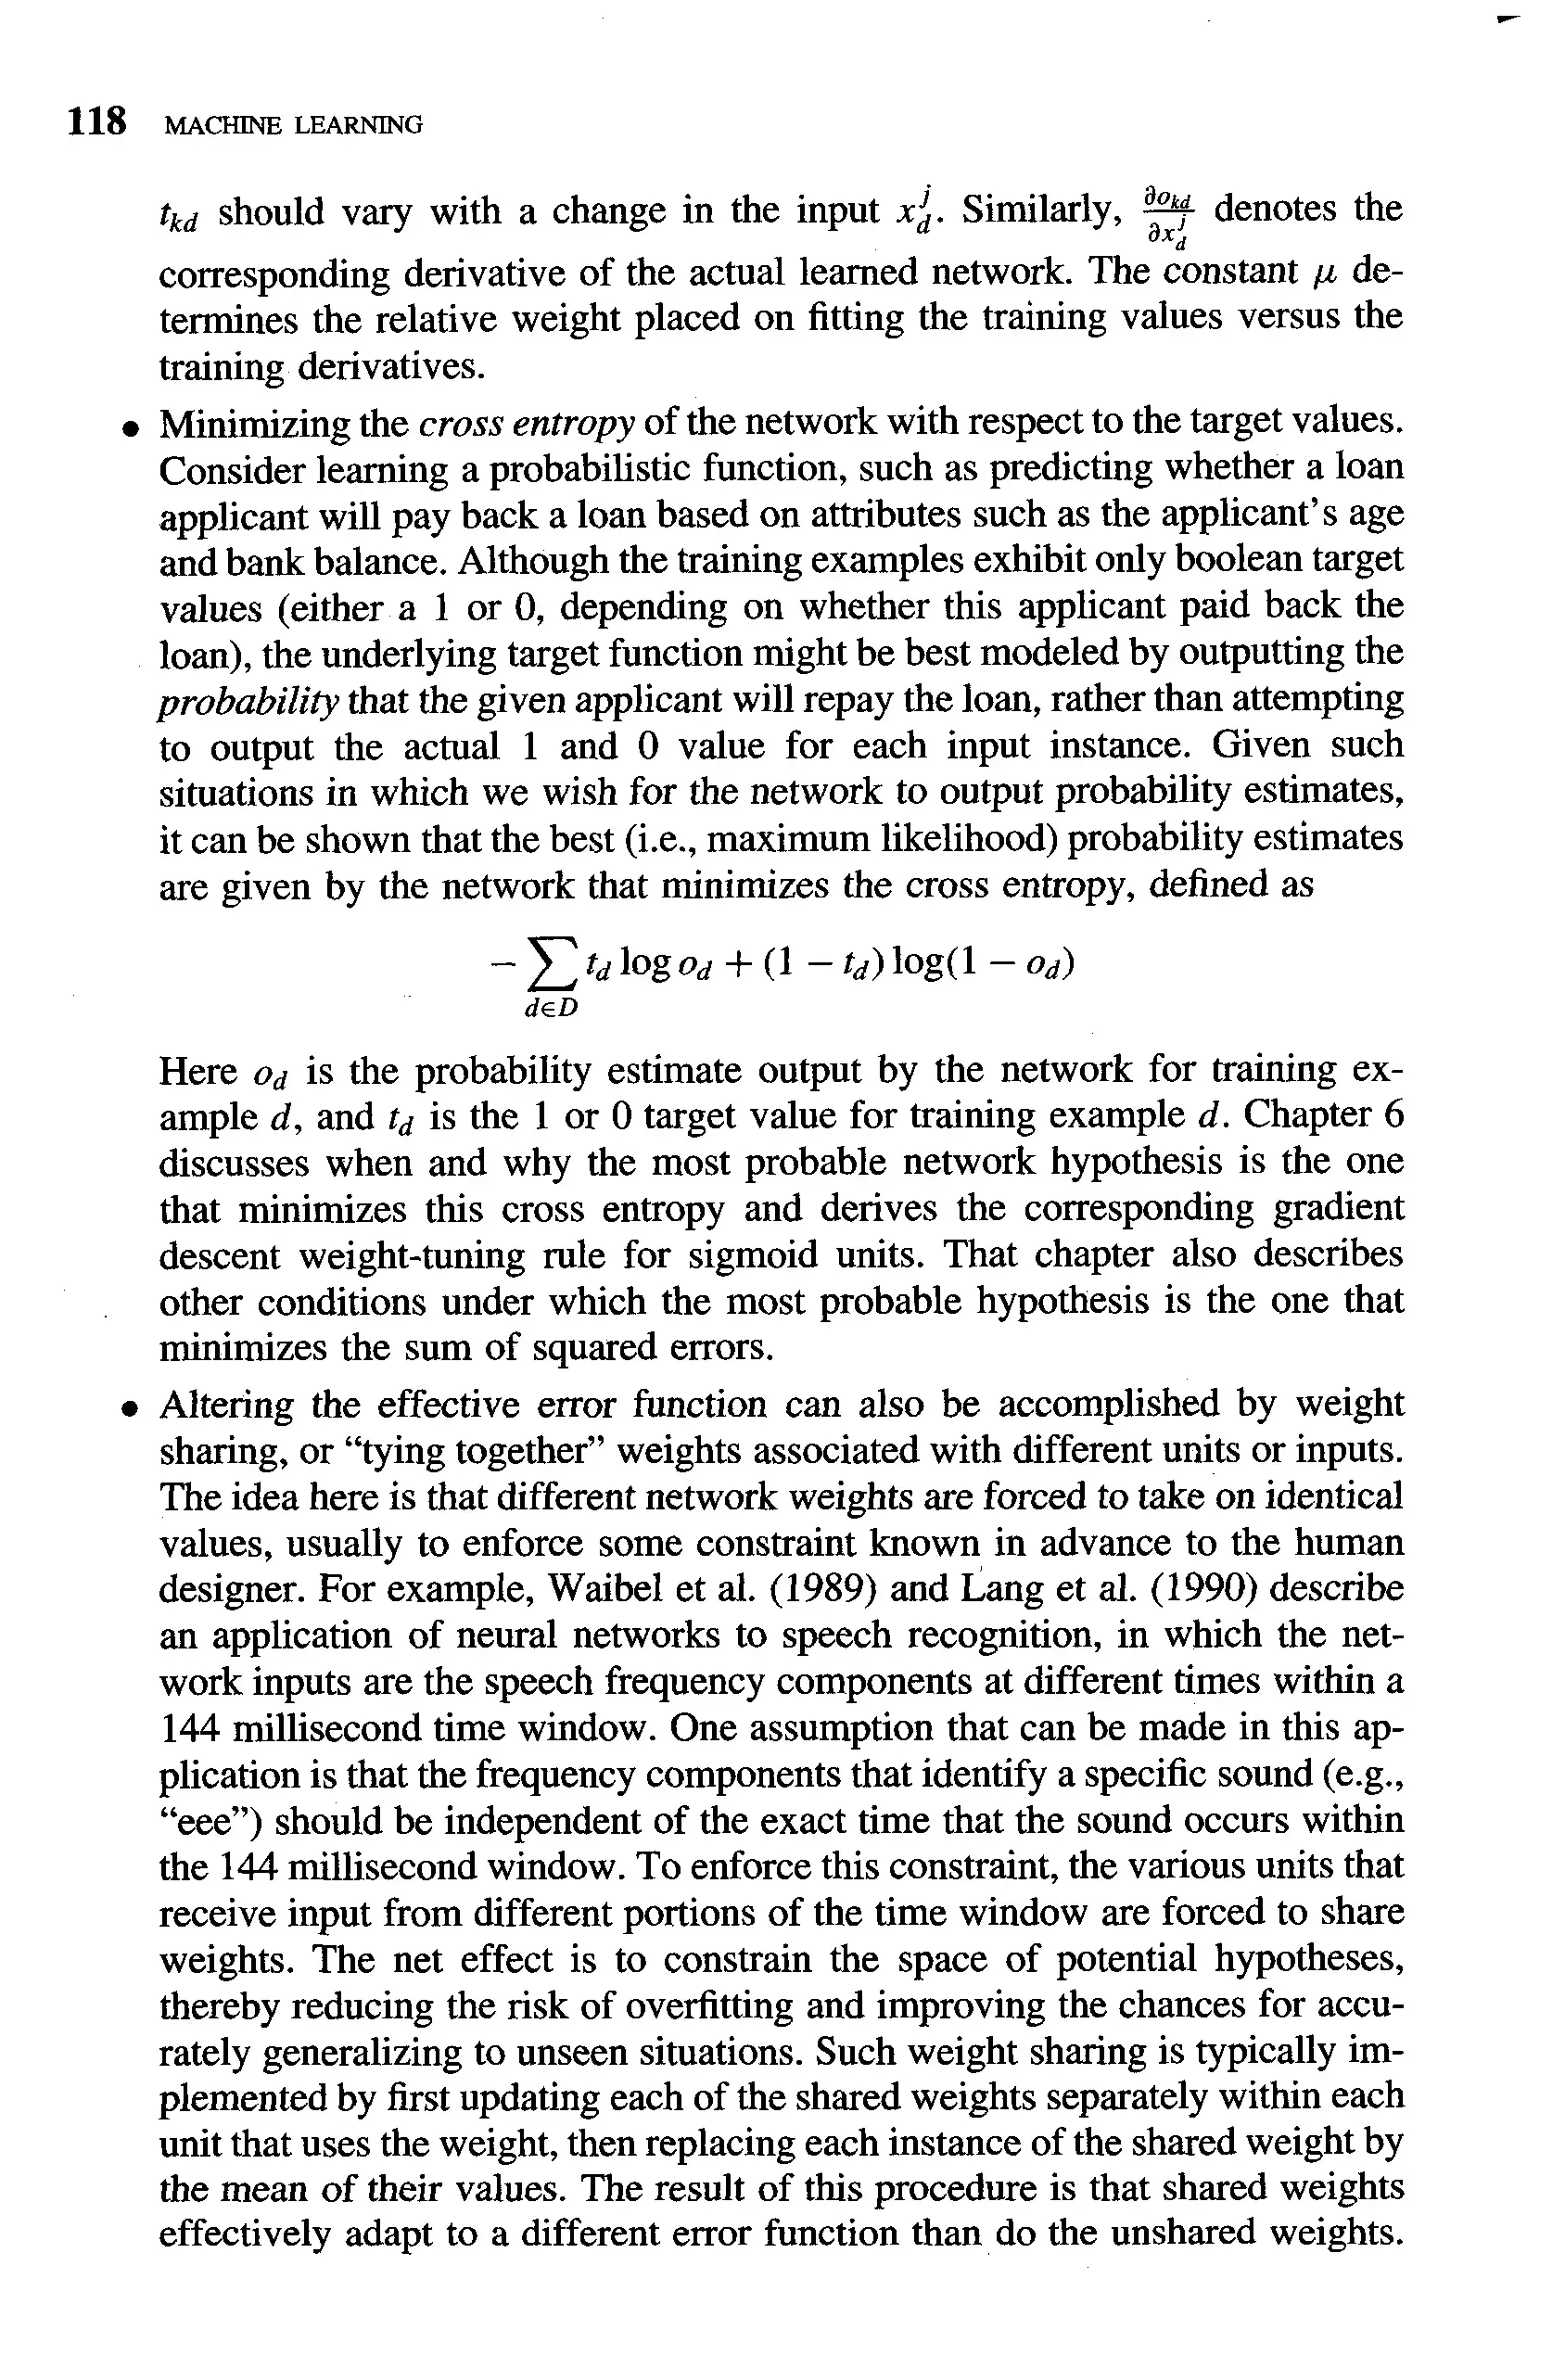 118 MACHINE LEARNING
t_{kd} should vary with a change in the input x_d^j. Similarly, ∂o_{kd}/∂x_d^j denotes the
corresponding derivative of the actual learned network. The constant μ de-
termines the relative weight placed on fitting the training values versus the
training derivatives.
• Minimizing the cross entropy of the network with respect to the target values.
Consider learning a probabilistic function, such as predicting whether a loan
applicant will pay back a loan based on attributes such as the applicant's age
and bank balance. Although the training examples exhibit only boolean target
values (either a 1 or 0, depending on whether this applicant paid back the
loan), the underlying target function might be best modeled by outputting the
probability that the given applicant will repay the loan, rather than attempting
to output the actual 1 and 0 value for each input instance. Given such
situations in which we wish for the network to output probability estimates,
it can be shown that the best (i.e., maximum likelihood) probability estimates
are given by the network that minimizes the cross entropy, defined as
− ∑_{d∈D} t_d log o_d + (1 − t_d) log(1 − o_d)
Here o_d is the probability estimate output by the network for training ex-
ample d, and t_d is the 1 or 0 target value for training example d. Chapter 6
discusses when and why the most probable network hypothesis is the one
that minimizes this cross entropy and derives the corresponding gradient
descent weight-tuning rule for sigmoid units. That chapter also describes
other conditions under which the most probable hypothesis is the one that
minimizes the sum of squared errors.
• Altering the effective error function can also be accomplished by weight
sharing, or “tying together” weights associated with different units or inputs.
The idea here is that different network weights are forced to take on identical
values, usually to enforce some constraint known in advance to the human
designer. For example, Waibel et al. (1989) and Lang et al. (1990) describe
an application of neural networks to speech recognition, in which the net-
work inputs are the speech frequency components at different times within a
144 millisecond time window. One assumption that can be made in this ap-
plication is that the frequency components that identify a specific sound (e.g.,
“eee”) should be independent of the exact time that the sound occurs within
the 144 millisecond window. To enforce this constraint, the various units that
receive input from different portions of the time window are forced to share
weights. The net effect is to constrain the space of potential hypotheses,
thereby reducing the risk of overfitting and improving the chances for accu-
rately generalizing to unseen situations. Such weight sharing is typically im-
plemented by first updating each of the shared weights separately within each
unit that uses the weight, then replacing each instance of the shared weight by
the mean of their values. The result of this procedure is that shared weights
effectively adapt to a different error function than do the unshared weights.